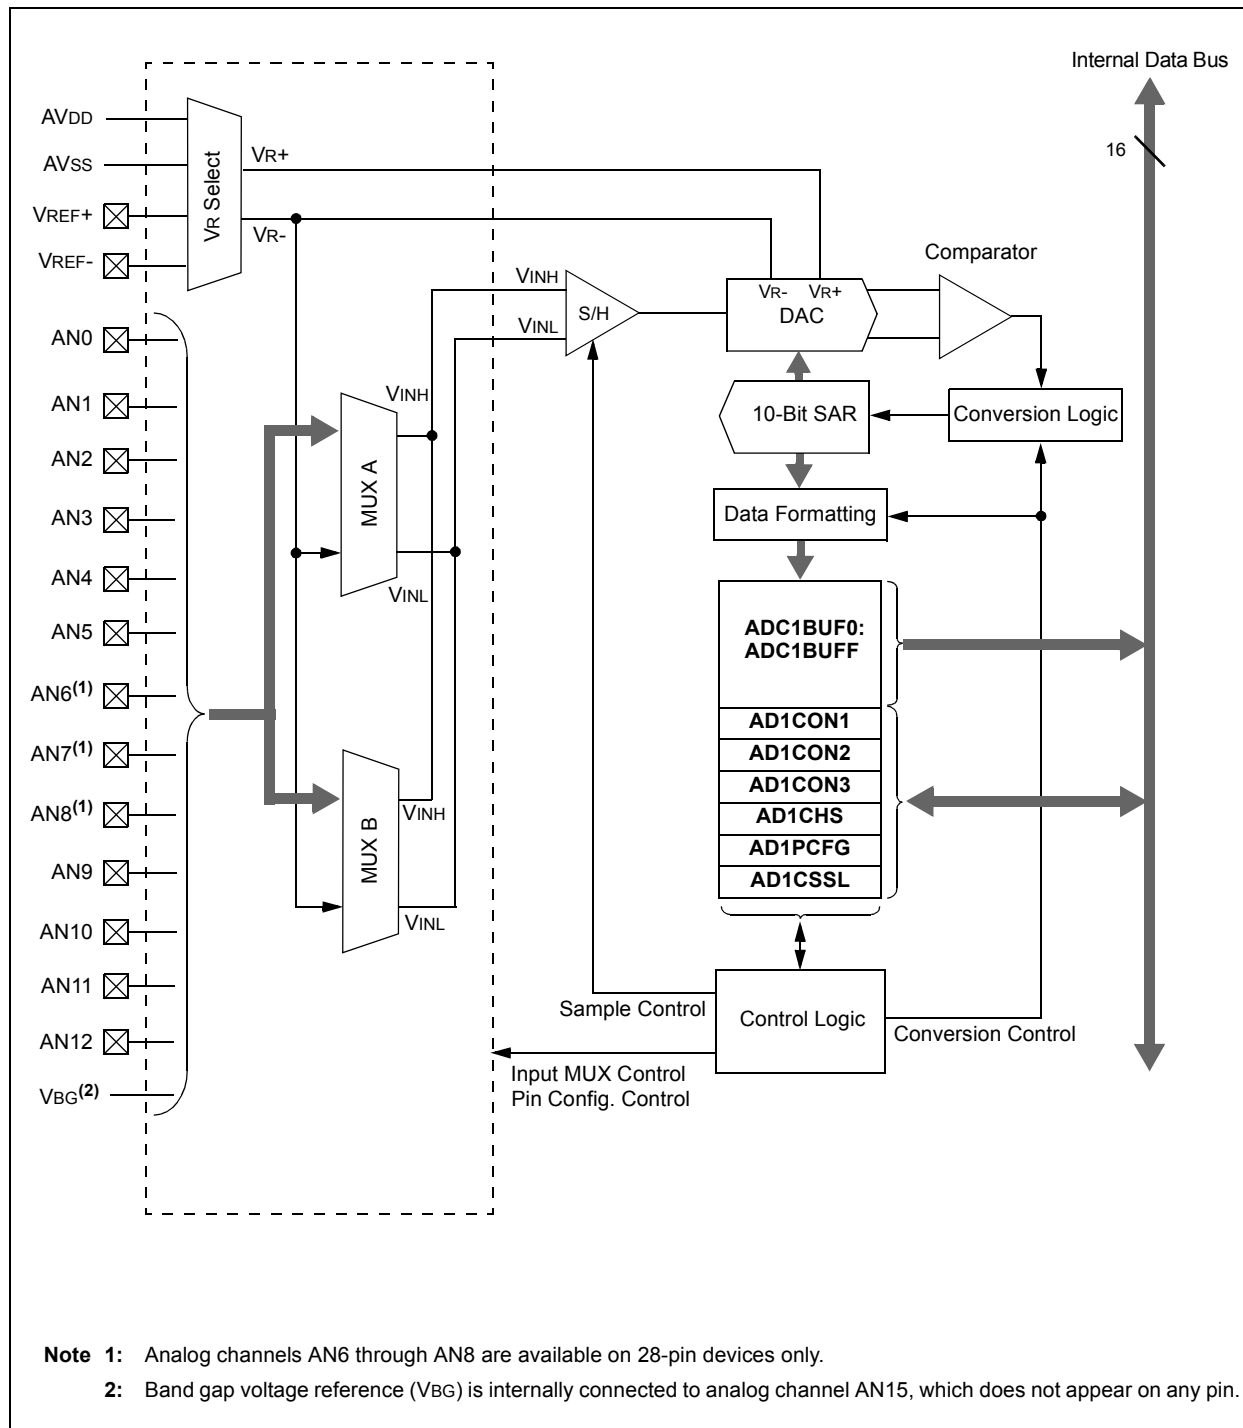 Internal Data Bus
16
AVDD
AVSS
VREF+
VREF-
VR Select
VR+
VR-
Comparator
VINH
VINL
S/H
VR- VR+
DAC
AN0
AN1
AN2
AN3
AN4
AN5
AN6(1)
AN7(1)
AN8(1)
AN9
AN10
AN11
AN12
VBG(2)
VINH
MUX A
VINL
MUX B
VINH
VINL
10-Bit SAR
Conversion Logic
Data Formatting
ADC1BUF0:
ADC1BUFF
AD1CON1
AD1CON2
AD1CON3
AD1CHS
AD1PCFG
AD1CSSL
Sample Control
Control Logic
Conversion Control
Input MUX Control
Pin Config. Control
Note 1: Analog channels AN6 through AN8 are available on 28-pin devices only.
2: Band gap voltage reference (VBG) is internally connected to analog channel AN15, which does not appear on any pin.